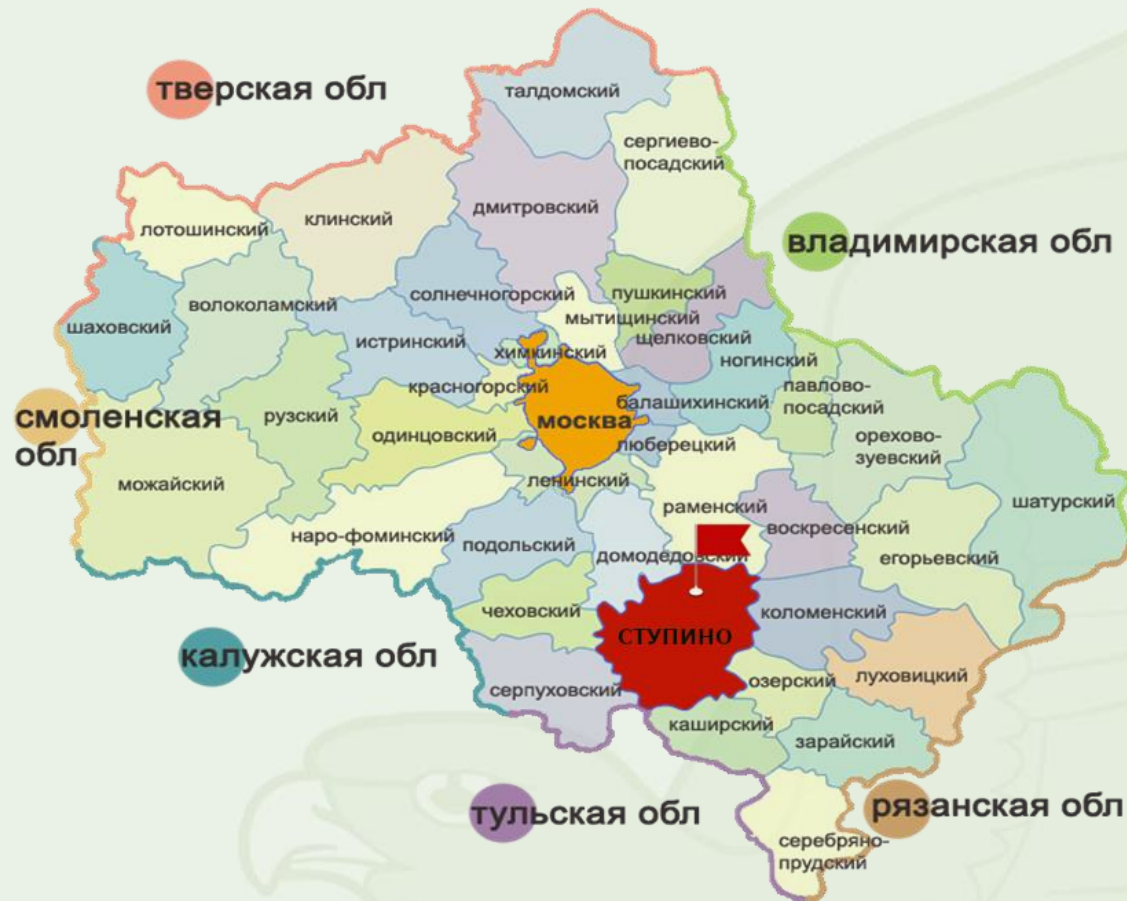 тверская обл
талдомский
сергиево-
посадский
лотошинский
клинский
дмитровский
владимирская обл
шаховский
волоколамский
солнечногорский
пушкинский
мытищинский
щелковский
истринский
химкинский
ногинский
красногорский
балашихинский
павлово-
посадский
смоленская
обл
рузский
одинцовский
москва
люберецкий
орехово-
зуевский
можайский
ленинский
шатурский
раменский
наро-фоминский
подольский
домодедовский
воскресенский
егорьевский
чеховский
СТУПИНО
коломенский
калужская обл
серпуховский
озерский
луховицкий
каширский
зарайский
тульская обл
рязанская обл
серебряно-
прудский